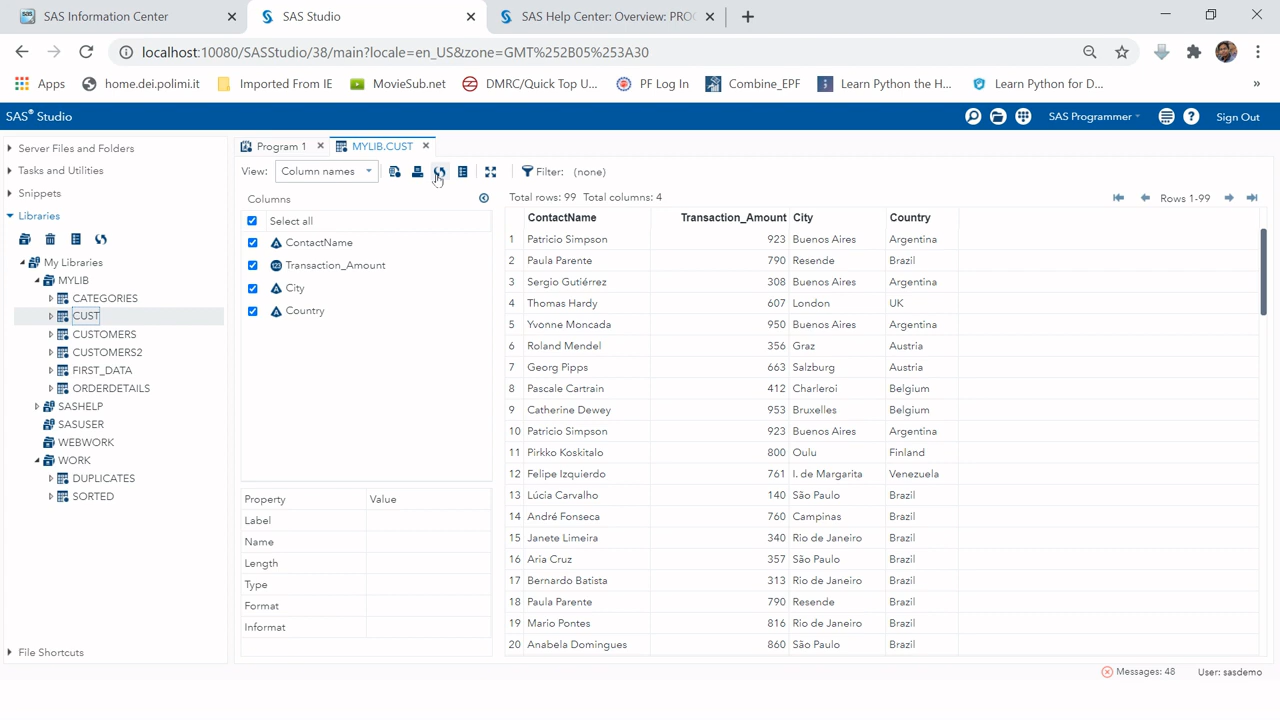 SAS Information Center
SAS Studio
SAS Help Center: Overview: PRO
localhost:10080/SASStudio/38/main?locale=en_US&zone=GMT%252B05%253A30
Apps home.dei.polimi.it Imported From IE MovieSub.net DMRC/Quick Top U... PF Log In Combine_EPF Learn Python the H... Learn Python for D... »
SAS® Studio SAS Programmer Sign Out
Server Files and Folders
Tasks and Utilities
Snippets
Libraries
My Libraries
MYLIB
CATEGORIES
CUST
CUSTOMERS
CUSTOMERS2
FIRST_DATA
ORDERDETAILS
SASHELP
SASUSER
WEBWORK
WORK
DUPLICATES
SORTED
File Shortcuts
Program 1 MYLIB.CUST
View: Column names Filter: (none)
Columns
Select all
ContactName
Transaction_Amount
City
Country
Property Value
Label
Name
Length
Type
Format
Informat
Total rows: 99 Total columns: 4 Rows 1-99
ContactName Transaction_Amount City Country
1 Patricio Simpson 923 Buenos Aires Argentina
2 Paula Parente 790 Resende Brazil
3 Sergio Gutiérrez 308 Buenos Aires Argentina
4 Thomas Hardy 607 London UK
5 Yvonne Moncada 950 Buenos Aires Argentina
6 Roland Mendel 356 Graz Austria
7 Georg Pipps 663 Salzburg Austria
8 Pascale Cartrain 412 Charleroi Belgium
9 Catherine Dewey 953 Bruxelles Belgium
10 Patricio Simpson 923 Buenos Aires Argentina
11 Pirkko Koskitalo 800 Oulu Finland
12 Felipe Izquierdo 761 I. de Margarita Venezuela
13 Lúcia Carvalho 140 São Paulo Brazil
14 André Fonseca 760 Campinas Brazil
15 Janete Limeira 340 Rio de Janeiro Brazil
16 Aria Cruz 357 São Paulo Brazil
17 Bernardo Batista 313 Rio de Janeiro Brazil
18 Paula Parente 790 Resende Brazil
19 Mario Pontes 816 Rio de Janeiro Brazil
20 Anabela Domingues 860 São Paulo Brazil
Messages: 48 User: sasdemo